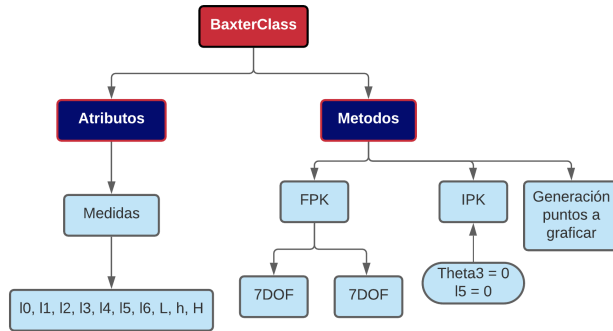 BaxterClass
Atributos
Metodos
Medidas
FPK
IPK
Generación
puntos a
graficar
l0, l1, l2, l3, l4, l5, l6, L, h, H
7DOF
7DOF
Theta3 = 0
l5 = 0